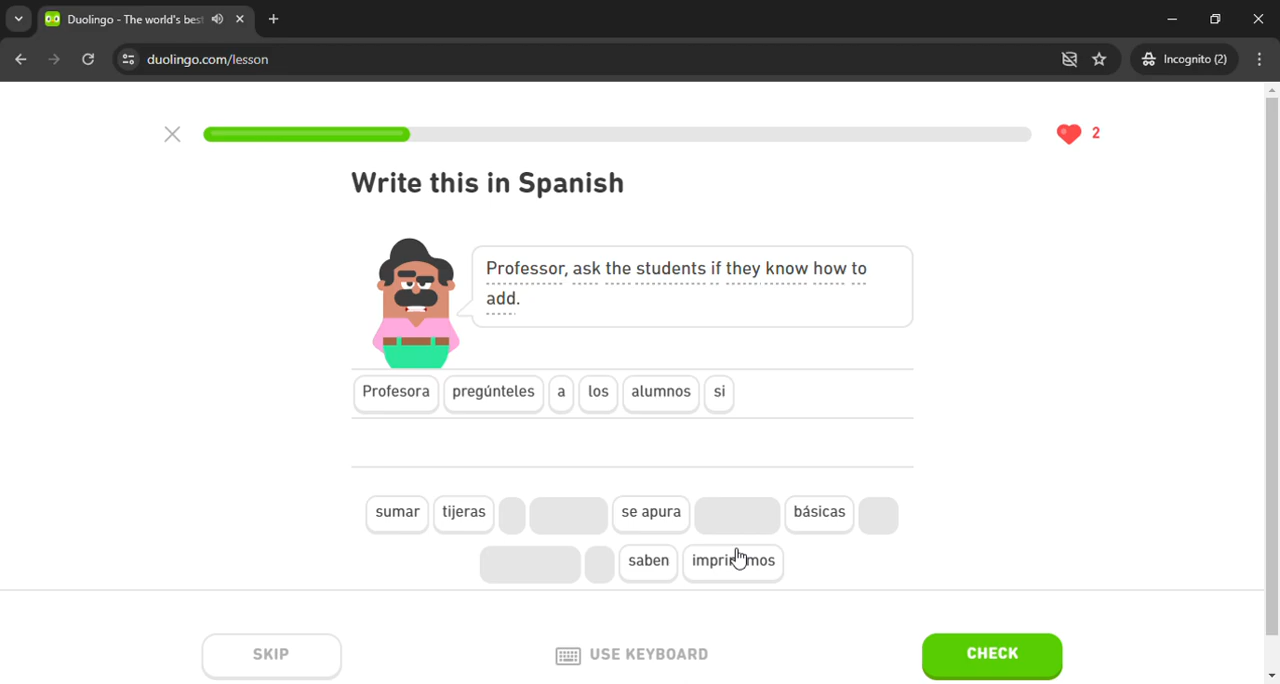 Duolingo - The world's bes
duolingo.com/lesson
Incognito (2)
2
Write this in Spanish
Professor, ask the students if they know how to
add.
Profesora pregúnteles a los alumnos si
sumar tijeras se apura básicas
saben imprimimos
SKIP
USE KEYBOARD
CHECK